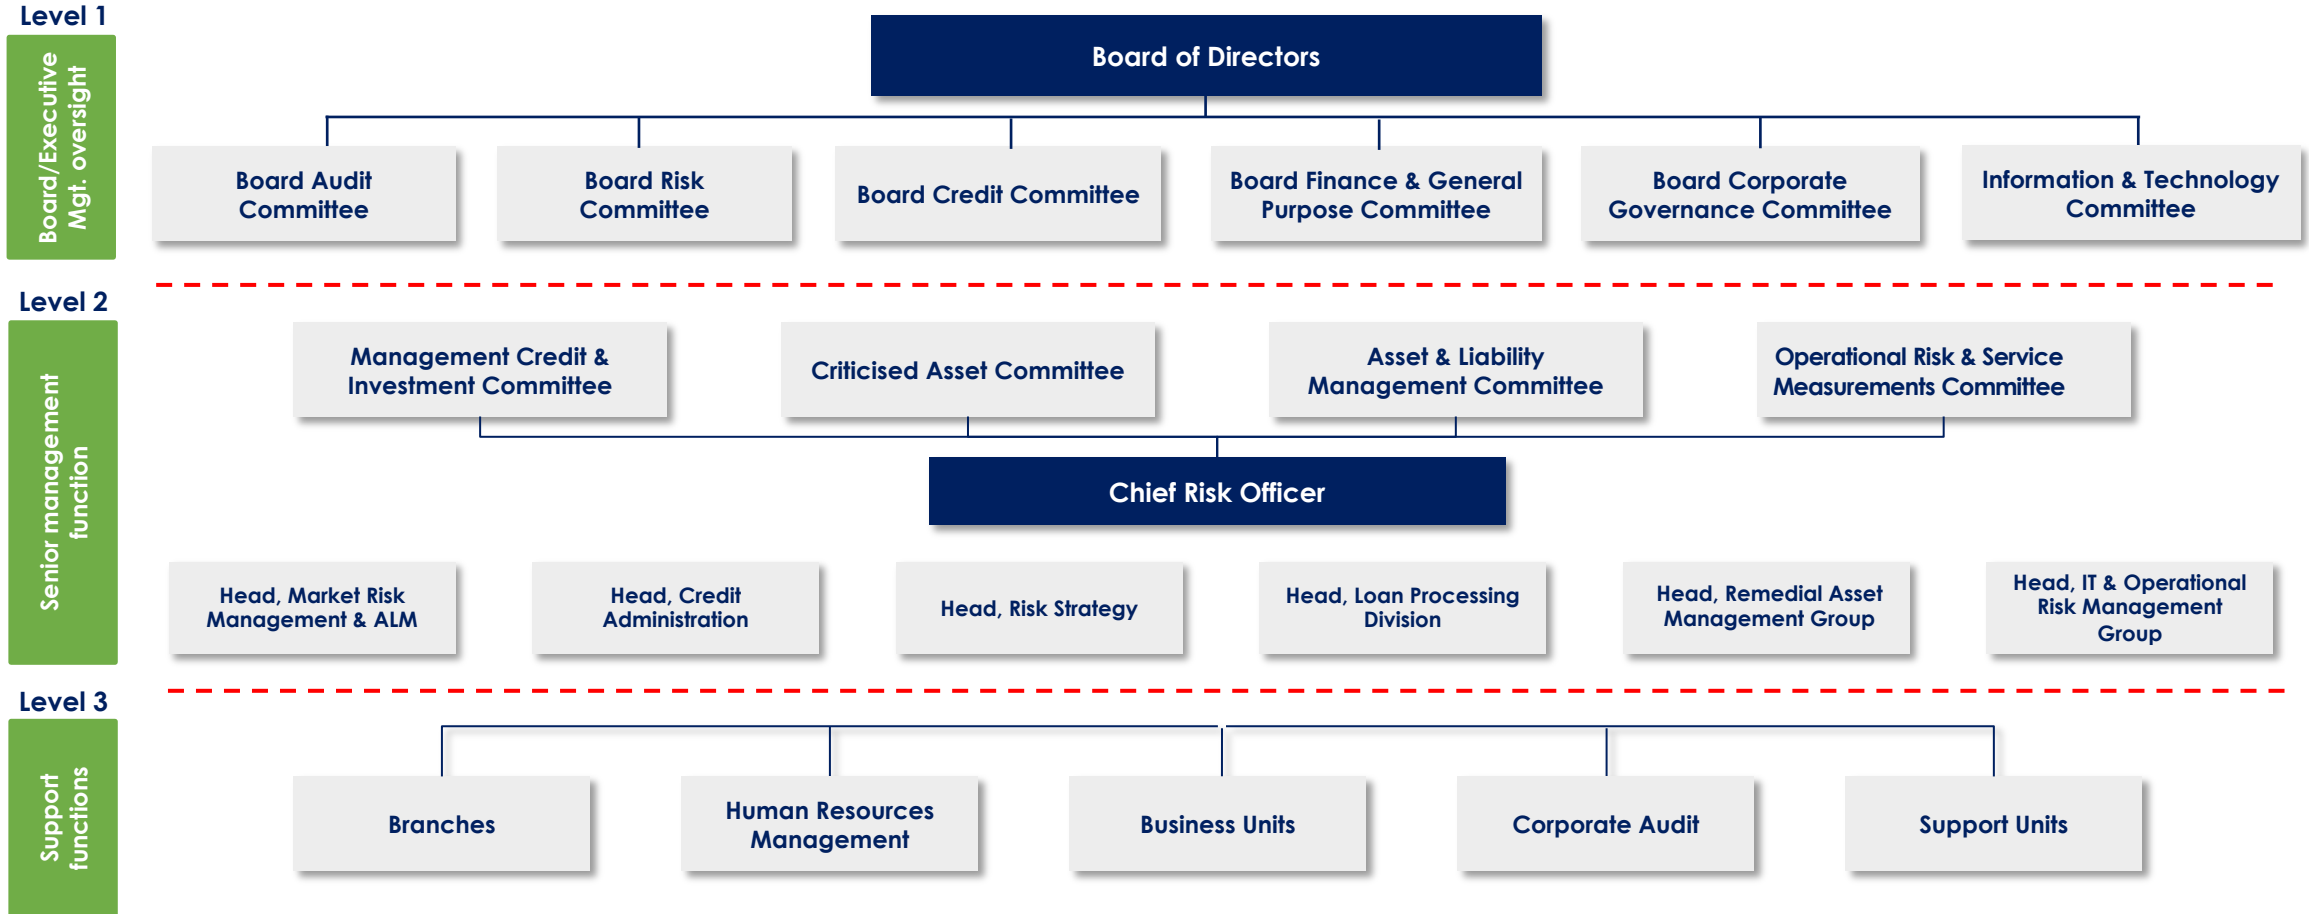 Level 1
Board/Executive
Mgt. oversight
Board of Directors
Board Audit
Committee
Board Risk
Committee
Board Credit Committee
Board Finance & General
Purpose Committee
Board Corporate
Governance Committee
Information & Technology
Committee
Level 2
Senior management
function
Management Credit &
Investment Committee
Criticised Asset Committee
Asset & Liability
Management Committee
Operational Risk & Service
Measurements Committee
Chief Risk Officer
Head, Market Risk
Management & ALM
Head, Credit
Administration
Head, Risk Strategy
Head, Loan Processing
Division
Head, Remedial Asset
Management Group
Head, IT & Operational
Risk Management
Group
Level 3
Support
functions
Branches
Human Resources
Management
Business Units
Corporate Audit
Support Units